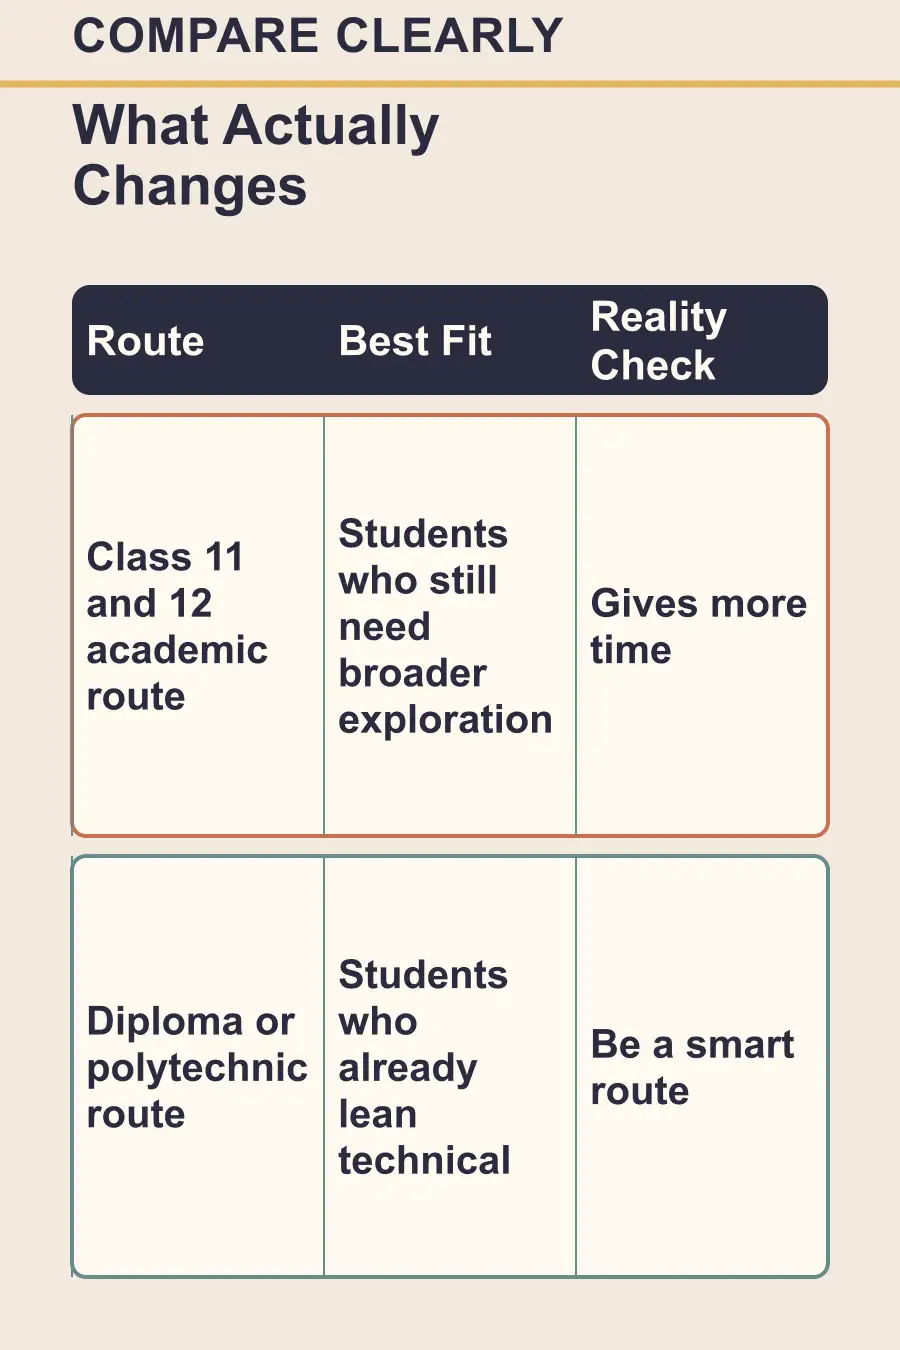 COMPARE CLEARLY
What Actually
Changes
Route
Best Fit
Reality
Check
Class 11
and 12
academic
route
Students
who still
need
broader
exploration
Gives more
time
Diploma or
polytechnic
route
Students
who
already
lean
technical
Be a smart
route